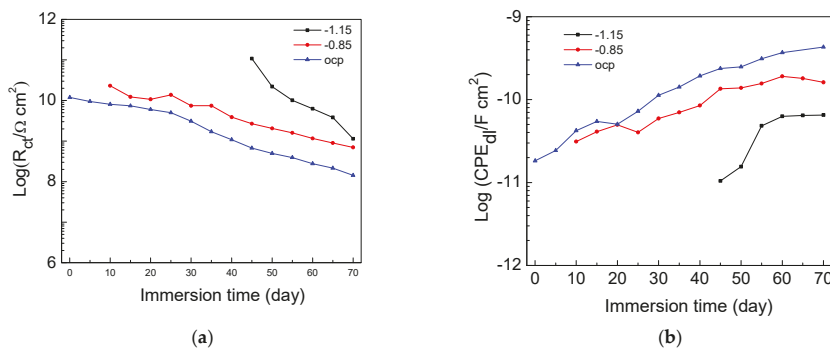 12
10
8
6
0 10 20 30 40 50 60 70
Log(R_ct/Ω cm²)
Immersion time (day)
-1.15
-0.85
ocp
(a)
-9
-10
-11
-12
0 10 20 30 40 50 60 70
Log (CPE_dl/F cm²)
Immersion time (day)
-1.15
-0.85
ocp
(b)